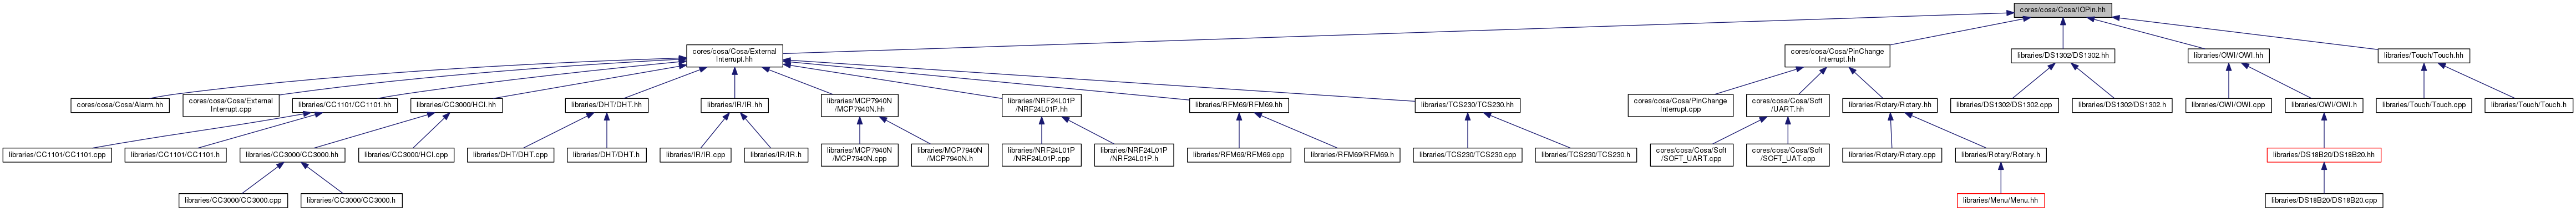 cores/cosa/Cosa/IOPin.hh
cores/cosa/Cosa/External
Interrupt.hh
cores/cosa/Cosa/PinChange
Interrupt.hh
libraries/DS1302/DS1302.hh
libraries/OWI/OWI.hh
libraries/Touch/Touch.hh
cores/cosa/Cosa/Alarm.hh
cores/cosa/Cosa/External
Interrupt.cpp
libraries/CC1101/CC1101.hh
libraries/CC3000/HCI.hh
libraries/DHT/DHT.hh
libraries/IR/IR.hh
libraries/MCP7940N
/MCP7940N.hh
libraries/NRF24L01P
/NRF24L01P.hh
libraries/RFM69/RFM69.hh
libraries/TCS230/TCS230.hh
cores/cosa/Cosa/PinChange
Interrupt.cpp
cores/cosa/Cosa/Soft
/UART.hh
libraries/Rotary/Rotary.hh
libraries/DS1302/DS1302.cpp
libraries/DS1302/DS1302.h
libraries/OWI/OWI.cpp
libraries/OWI/OWI.h
libraries/Touch/Touch.cpp
libraries/Touch/Touch.h
libraries/CC1101/CC1101.cpp
libraries/CC1101/CC1101.h
libraries/CC3000/CC3000.hh
libraries/CC3000/HCI.cpp
libraries/DHT/DHT.cpp
libraries/DHT/DHT.h
libraries/IR/IR.cpp
libraries/IR/IR.h
libraries/MCP7940N
/MCP7940N.cpp
libraries/MCP7940N
/MCP7940N.h
libraries/NRF24L01P
/NRF24L01P.cpp
libraries/NRF24L01P
/NRF24L01P.h
libraries/RFM69/RFM69.cpp
libraries/RFM69/RFM69.h
libraries/TCS230/TCS230.cpp
libraries/TCS230/TCS230.h
cores/cosa/Cosa/Soft
/SOFT_UART.cpp
cores/cosa/Cosa/Soft
/SOFT_UAT.cpp
libraries/Rotary/Rotary.cpp
libraries/Rotary/Rotary.h
libraries/DS18B20/DS18B20.hh
libraries/CC3000/CC3000.cpp
libraries/CC3000/CC3000.h
libraries/Menu/Menu.hh
libraries/DS18B20/DS18B20.cpp